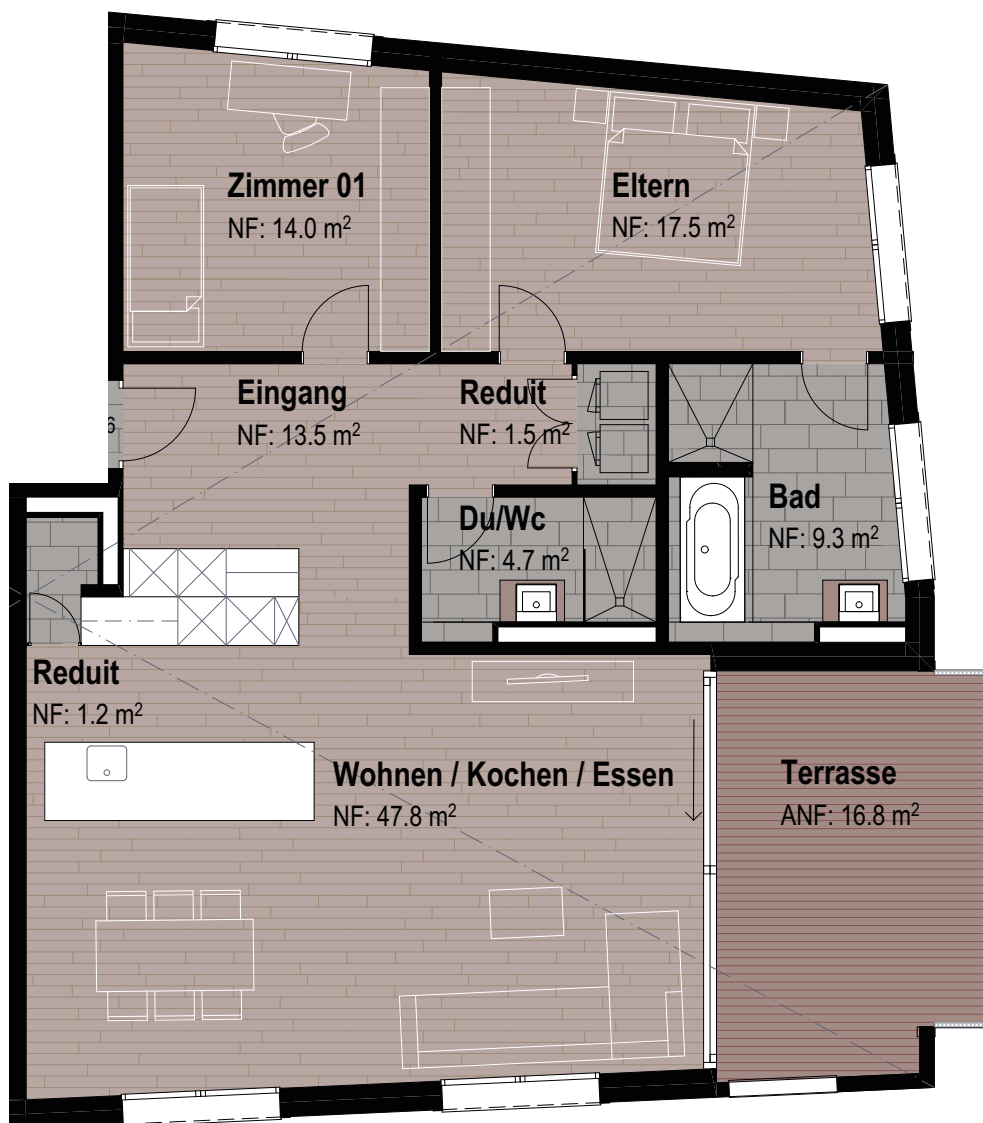 Zimmer 01
NF: 14.0 m²
Eltern
NF: 17.5 m²
Eingang
NF: 13.5 m²
Reduit
NF: 1.5 m²
6
Du/Wc
NF: 4.7 m²
Bad
NF: 9.3 m²
Reduit
NF: 1.2 m²
Wohnen / Kochen / Essen
NF: 47.8 m²
Terrasse
ANF: 16.8 m²